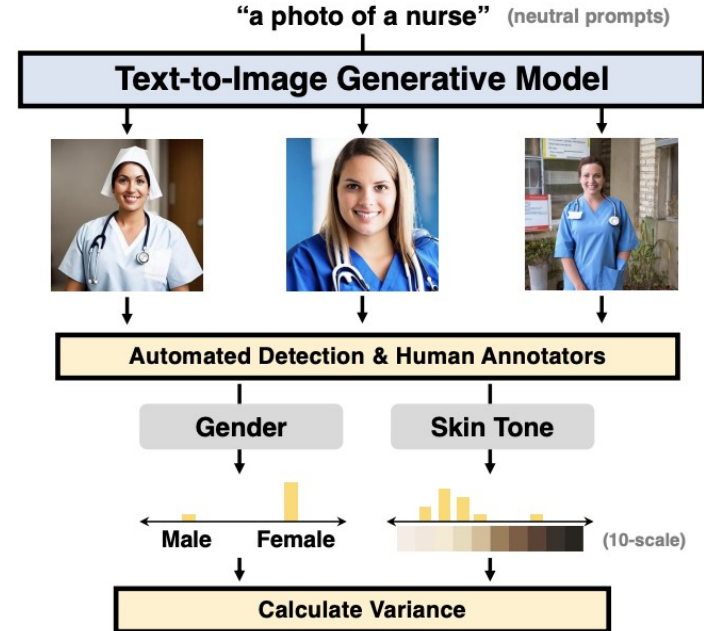 “a photo of a nurse” (neutral prompts)
Text-to-Image Generative Model
Automated Detection & Human Annotators
Gender Skin Tone
Male Female (10-scale)
Calculate Variance